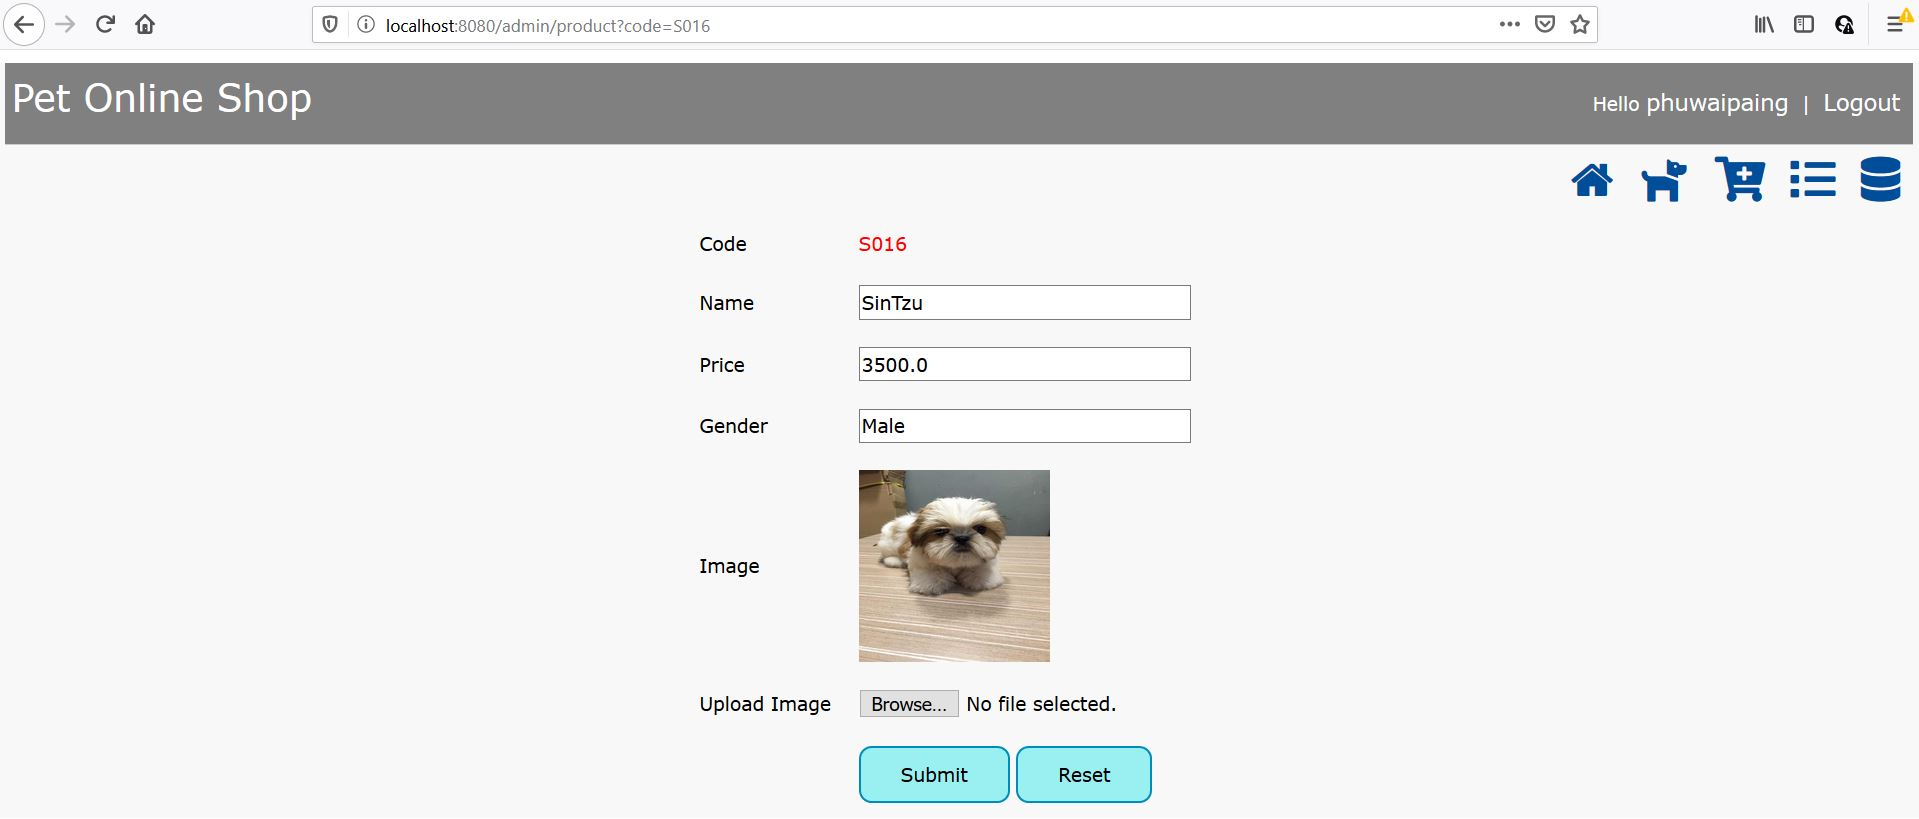 localhost:8080/admin/product?code=S016
Pet Online Shop
Hello phuwaipaing | Logout
Code S016
Name SinTzu
Price 3500.0
Gender Male
Image
Upload Image Browse... No file selected.
Submit Reset